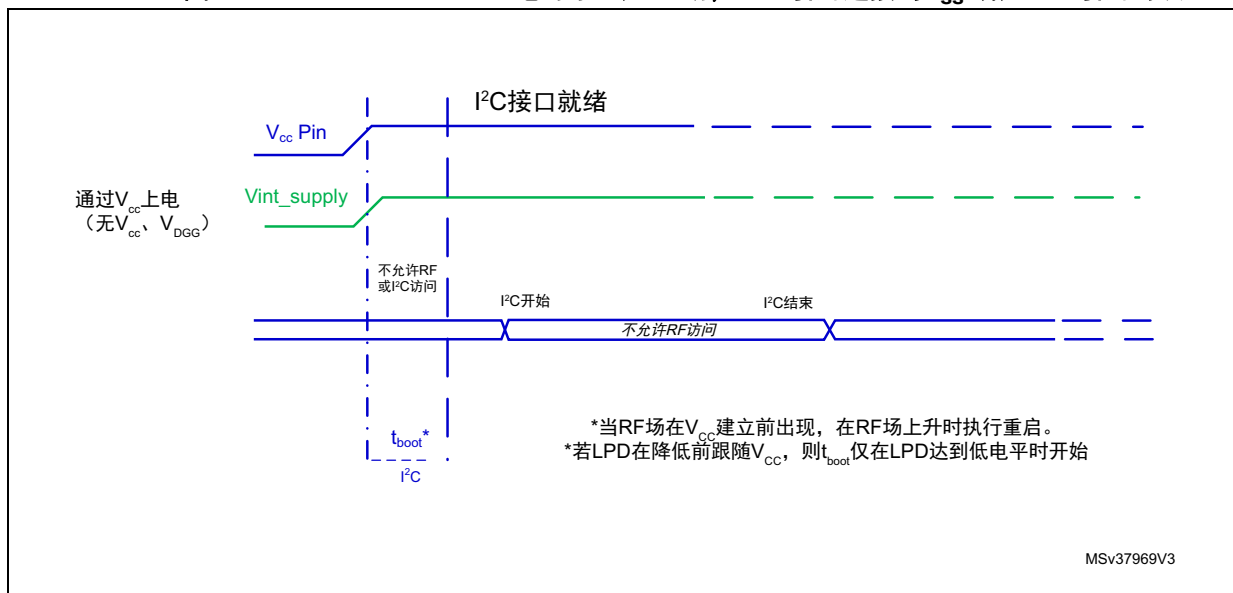 I²C接口就绪
Vcc Pin
通过Vcc上电
（无Vcc、VDGG）
Vint_supply
不允许RF
或I²C访问
I²C开始
I²C结束
不允许RF访问
tboot*
I²C
*当RF场在VCC建立前出现，在RF场上升时执行重启。
*若LPD在降低前跟随VCC，则tboot仅在LPD达到低电平时开始
MSv37969V3